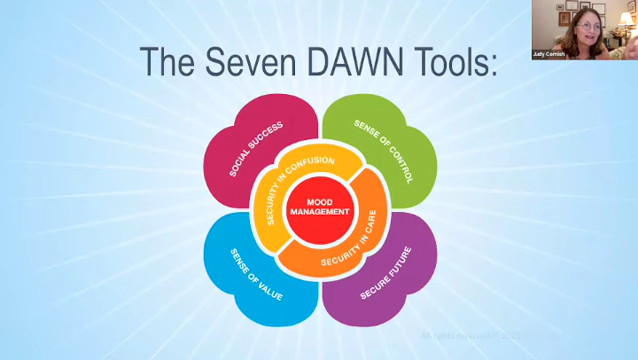 The Seven DAWN Tools:
Judy Cornish
SOCIAL SUCCESS
SENSE OF CONTROL
SECURITY IN CONFUSION
MOOD
MANAGEMENT
SECURITY IN CARE
SENSE OF VALUE
SECURE FUTURE